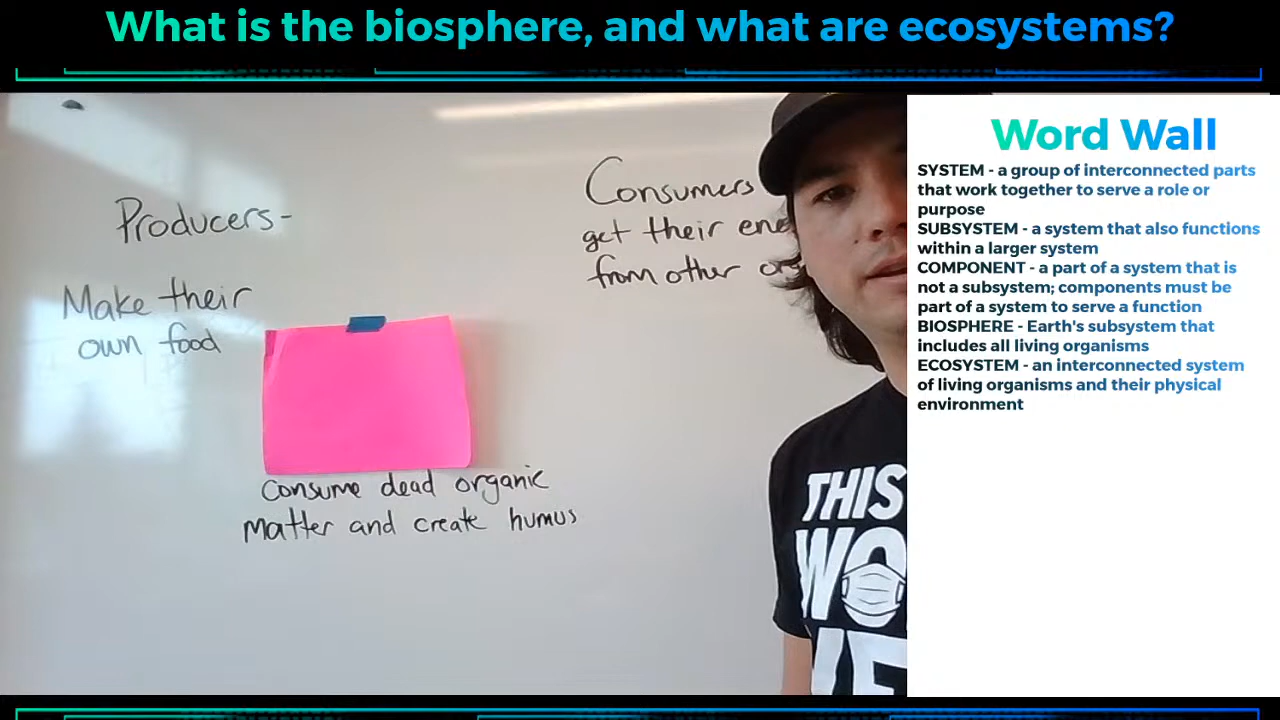 What is the biosphere, and what are ecosystems?
Producers-
Make their
own food
Consumers
get their
from other
Consume dead organic
matter and create humus
THIS
Word Wall
SYSTEM - a group of interconnected parts
that work together to serve a role or
purpose
SUBSYSTEM - a system that also functions
within a larger system
COMPONENT - a part of a system that is
not a subsystem; components must be
part of a system to serve a function
BIOSPHERE - Earth's subsystem that
includes all living organisms
ECOSYSTEM - an interconnected system
of living organisms and their physical
environment